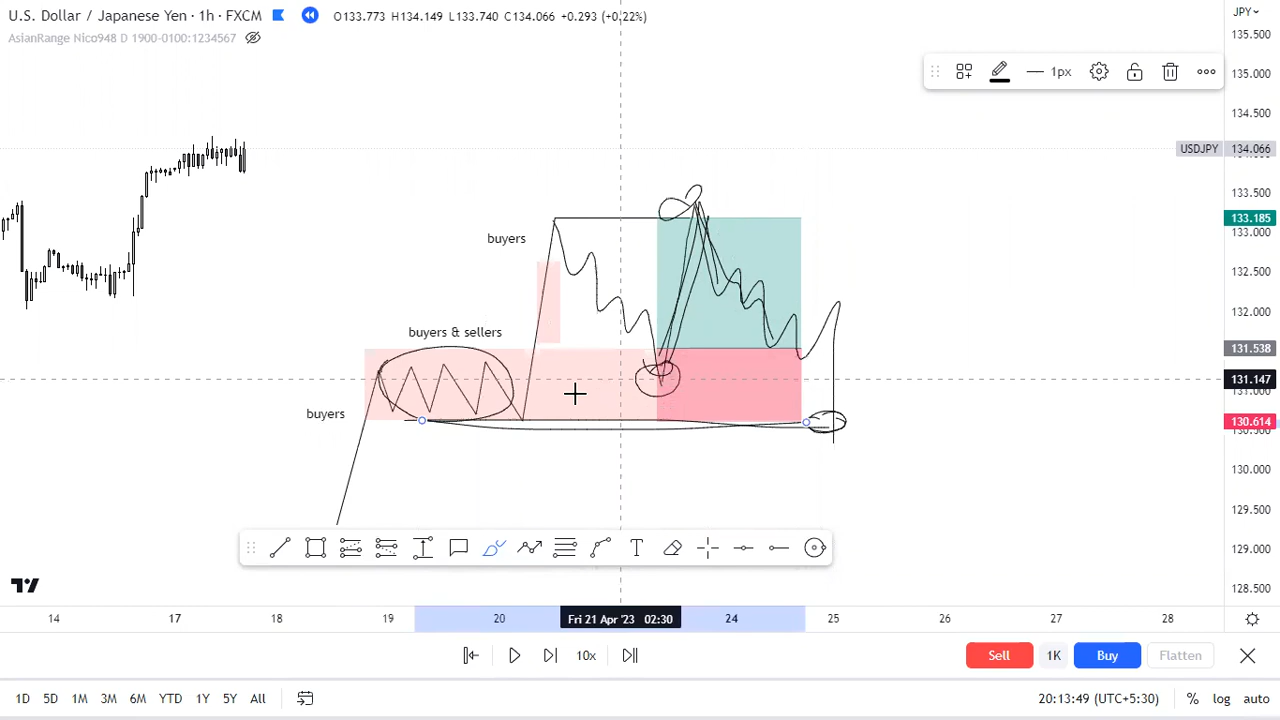 U.S. Dollar / Japanese Yen · 1h · FXCM O133.773 H134.149 L133.740 C134.066 +0.293 (+0.22%)
AsianRange Nico948 D 1900-0100:1234567
JPY
135.500
135.000
1px
134.500
USDJPY 134.066
133.500
133.185
133.000
buyers
132.500
132.000
buyers & sellers
131.538
131.147
131.000
buyers
130.614
130.000
129.500
129.000
128.500
T
14 17 18 19 20 Fri 21 Apr '23 02:30 24 25 26 27 28
10x Sell 1K Buy Flatten
1D 5D 1M 3M 6M YTD 1Y 5Y All 20:13:49 (UTC+5:30) % log auto